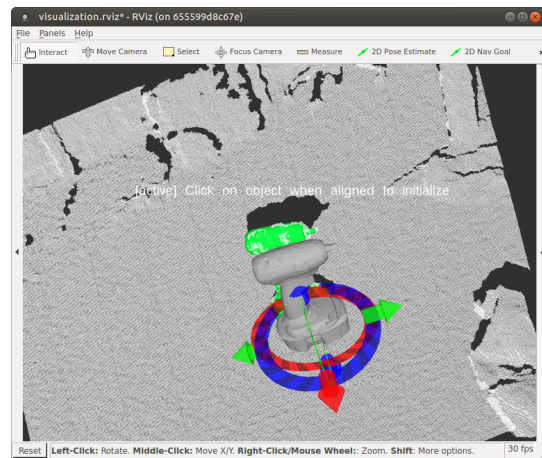 visualization.rviz* - RViz (on 655599d8c67e)
File Panels Help
Interact Move Camera Select Focus Camera Measure 2D Pose Estimate 2D Nav Goal »
[active] Click on object when aligned to initialize
Reset Left-Click: Rotate. Middle-Click: Move X/Y. Right-Click/Mouse Wheel:: Zoom. Shift: More options. 30 fps